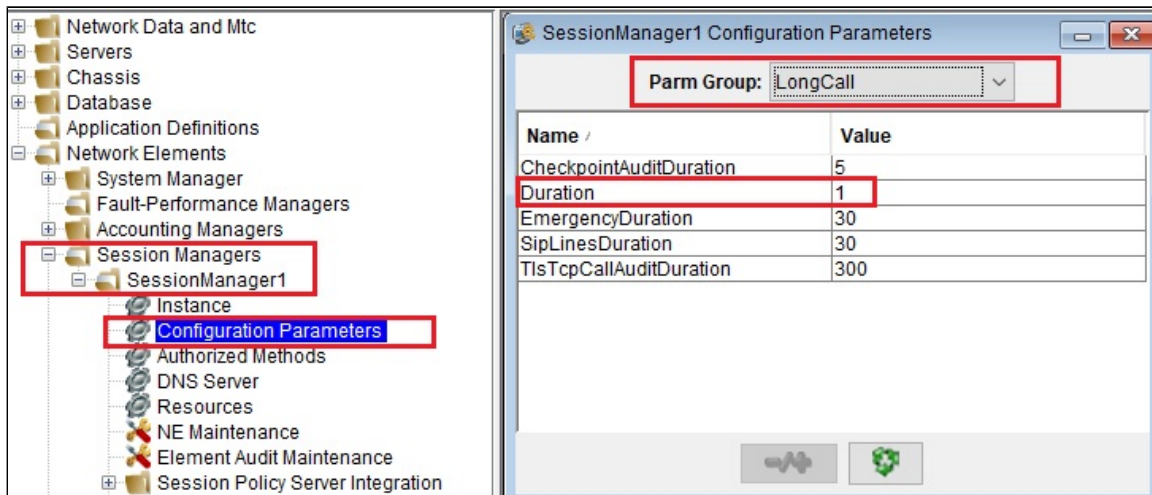 Network Data and Mtc
Servers
Chassis
Database
Application Definitions
Network Elements
System Manager
Fault-Performance Managers
Accounting Managers
Session Managers
SessionManager1
Instance
Configuration Parameters
Authorized Methods
DNS Server
Resources
NE Maintenance
Element Audit Maintenance
Session Policy Server Integration
SessionManager1 Configuration Parameters
Parm Group: LongCall
Name Value
CheckpointAuditDuration 5
Duration 1
EmergencyDuration 30
SipLinesDuration 30
TlsTcpCallAuditDuration 300